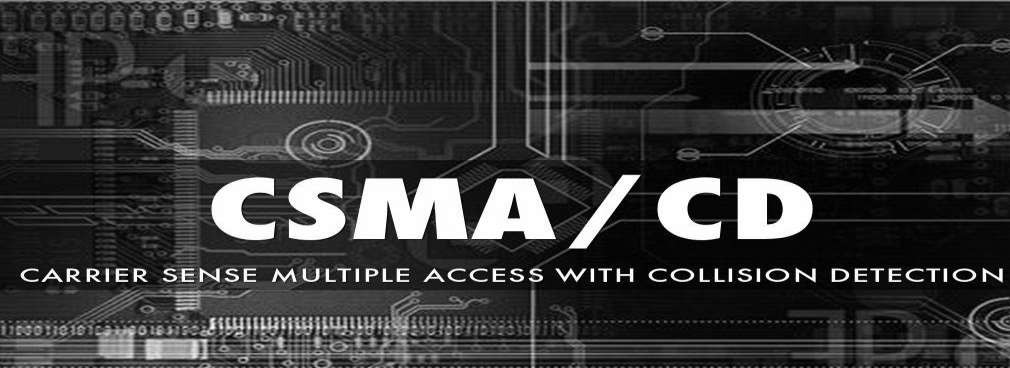 CSMA/CD
CARRIER SENSE MULTIPLE ACCESS WITH COLLISION DETECTION